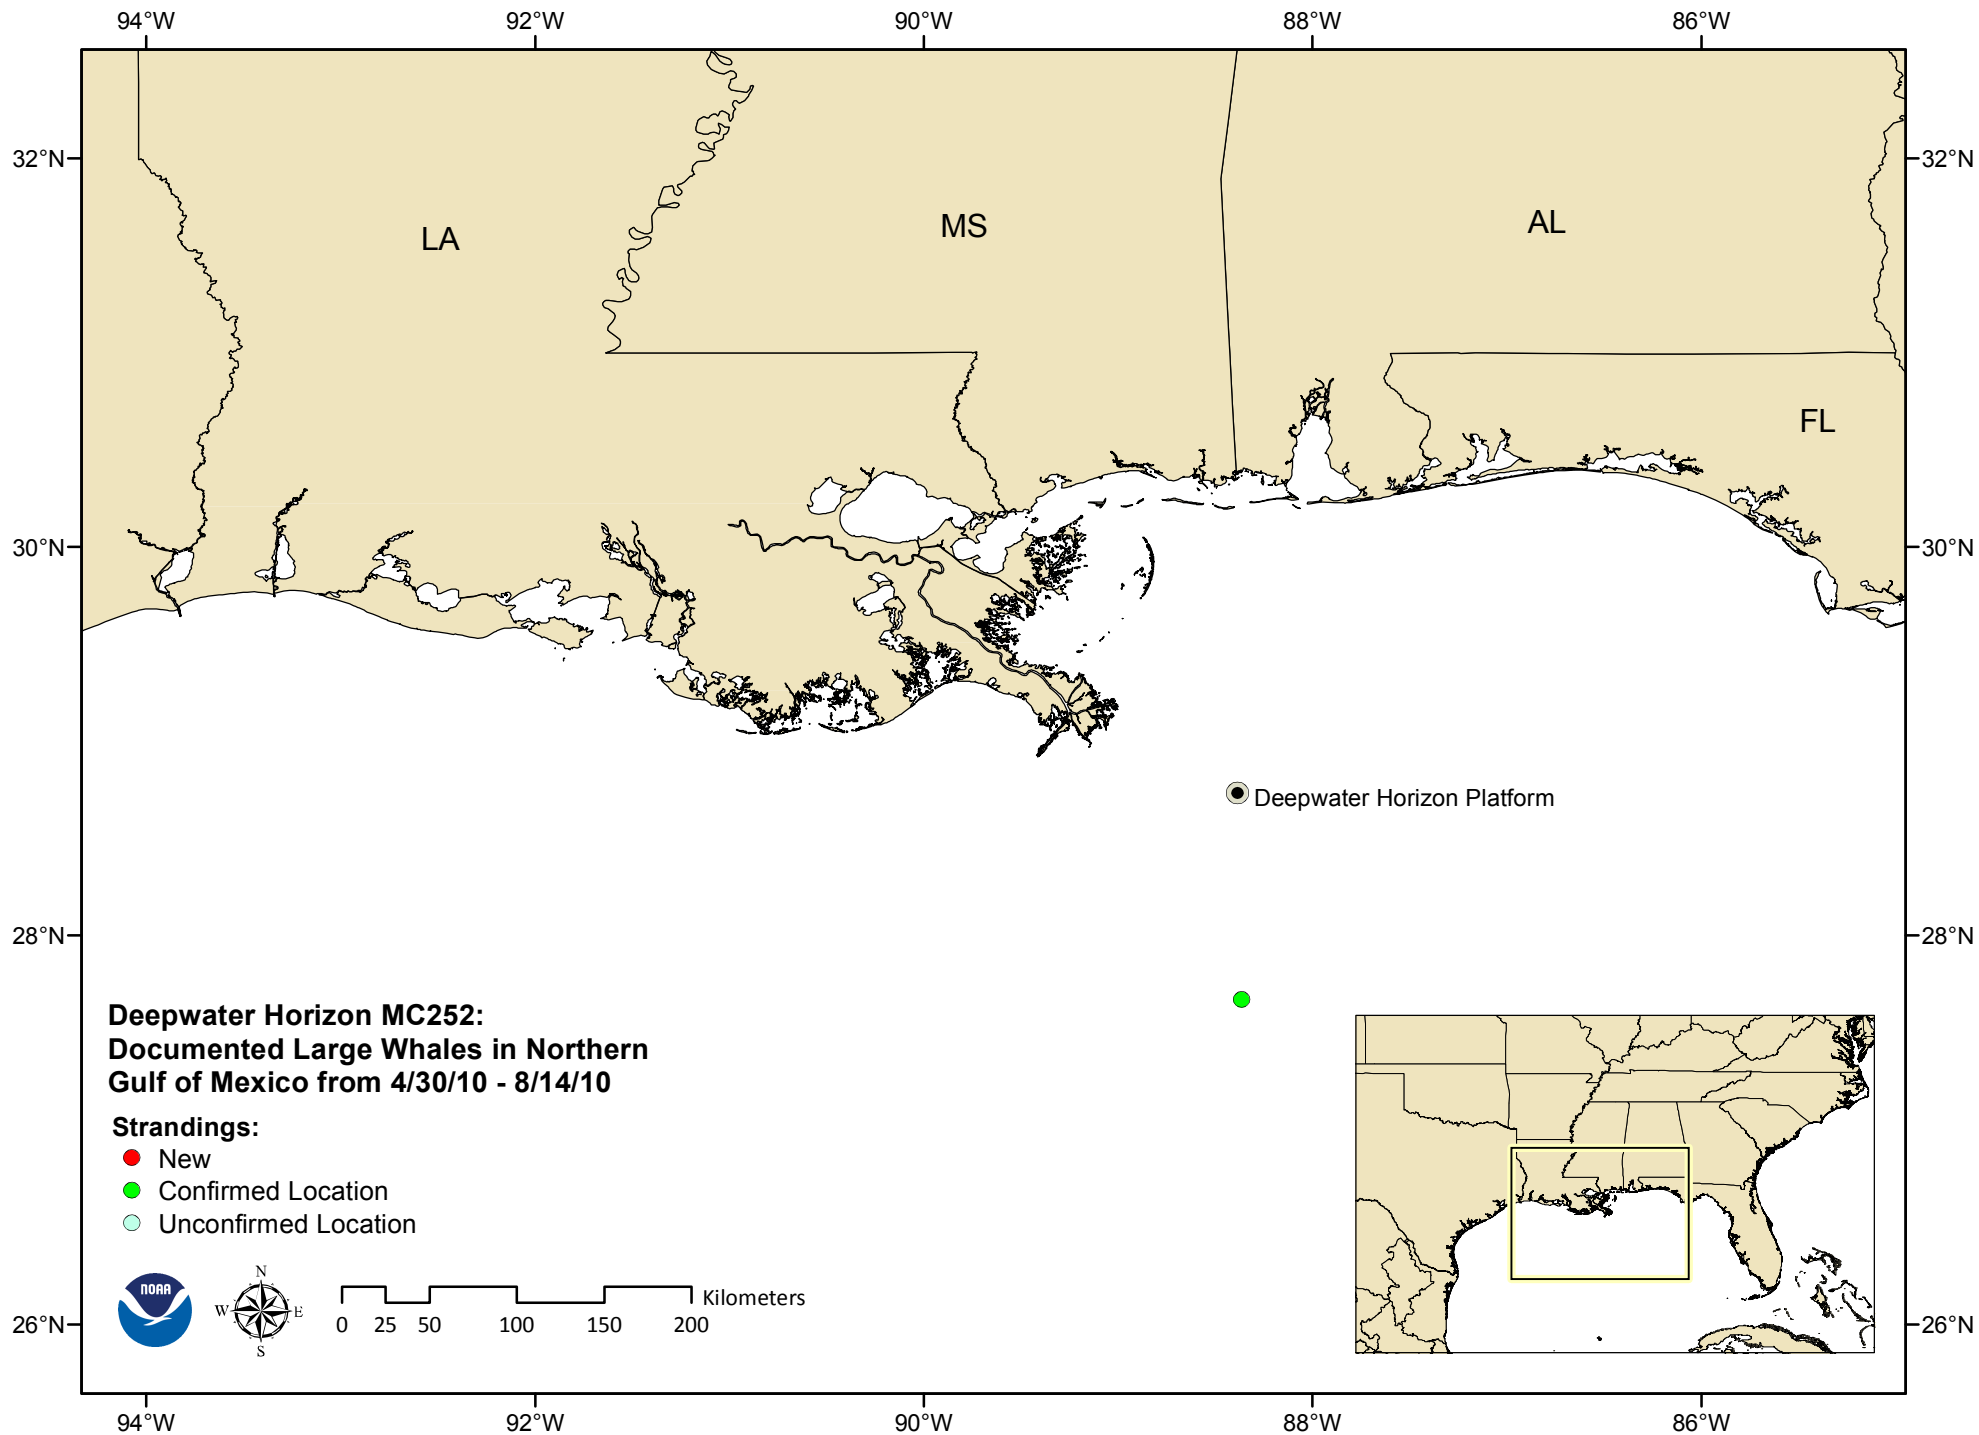 94°W 92°W 90°W 88°W 86°W
32°N 32°N
LA MS AL
FL
30°N 30°N
Deepwater Horizon Platform
28°N 28°N
Deepwater Horizon MC252:
Documented Large Whales in Northern
Gulf of Mexico from 4/30/10 - 8/14/10
Strandings:
New
Confirmed Location
Unconfirmed Location
NOAA
N
W E
S
Kilometers
0 25 50 100 150 200
26°N 26°N
94°W 92°W 90°W 88°W 86°W